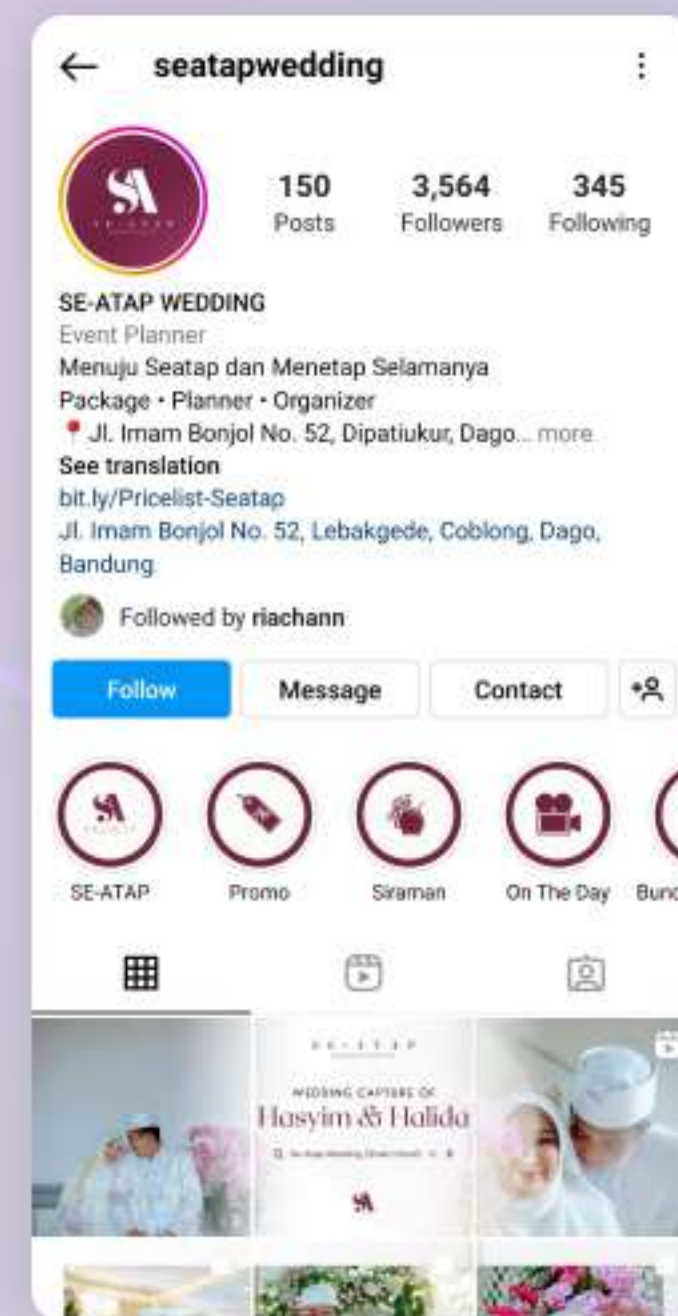 seatapwedding
SA
150
3,564
345
Posts
Followers
Following
SE-ATAP WEDDING
Event Planner
Menuju Seatap dan Menetap Selamanya
Package • Planner • Organizer
Jl. Imam Bonjol No. 52, Dipatiukur, Dago... more
See translation
bit.ly/Pricelist-Seatap
Jl. Imam Bonjol No. 52, Lebakgede, Coblong, Dago,
Bandung
Followed by riachann
Follow
Message
Contact
SA
SE-ATAP
Promo
Siraman
On The Day
SE-ATAP
WEDDING CAPTURE OF
Hasyim & Halida
SA